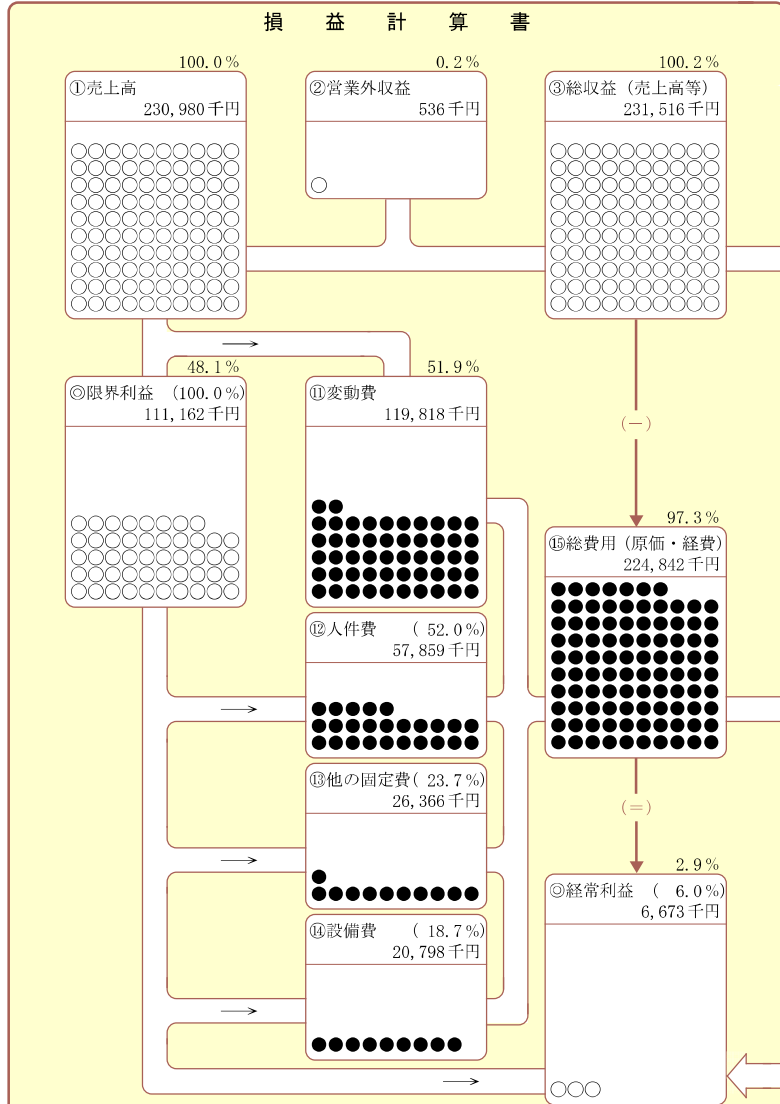 損益計算書
100.0％
①売上高
230,980千円
0.2％
②営業外収益
536千円
100.2％
③総収益（売上高等）
231,516千円
→
48.1％
◎限界利益 (100.0％)
111,162千円
51.9％
⑪変動費
119,818千円
(－)
97.3％
⑮総費用（原価・経費）
224,842千円
⑫人件費 ( 52.0％)
57,859千円
→
⑬他の固定費( 23.7％)
26,366千円
→
(＝)
2.9％
◎経常利益 ( 6.0％)
6,673千円
⑭設備費 ( 18.7％)
20,798千円
→
→